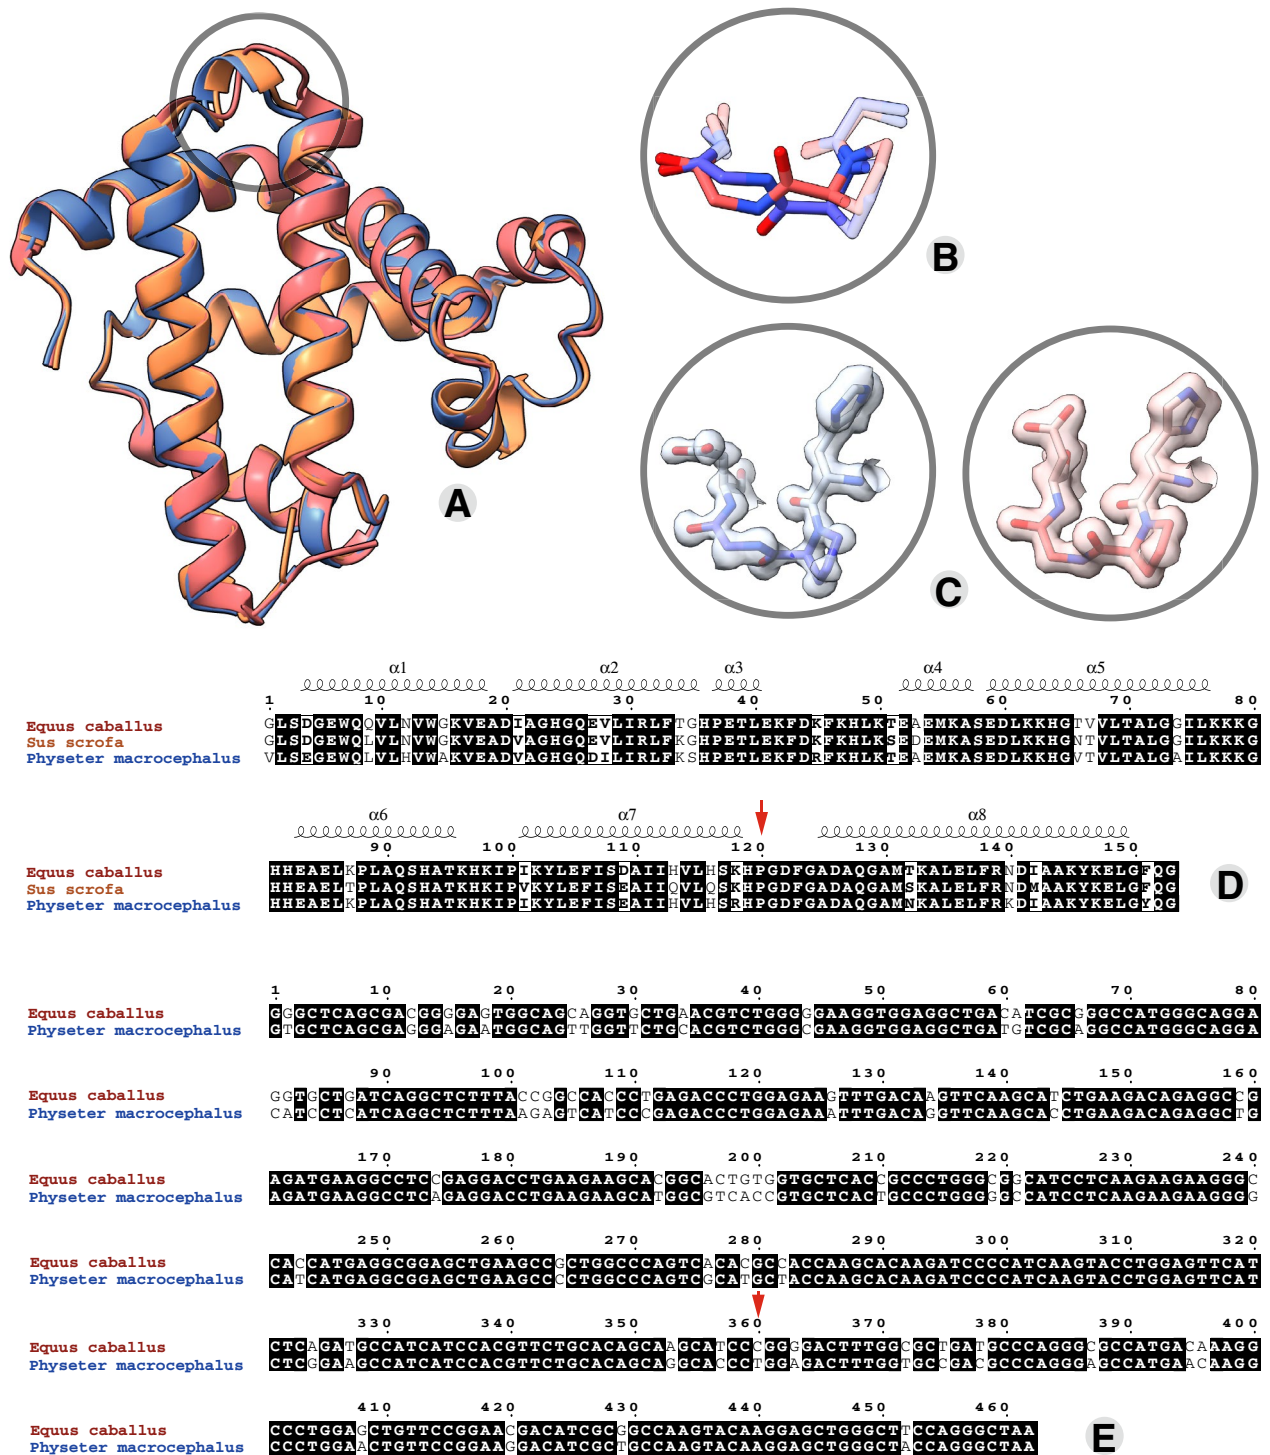 B
A
C
α1 α2 α3 α4 α5
1 10 20 30 40 50 60 70 80
Equus caballus GLSDGEWQQVLNVWGKVEADIAGHGQEVLIRLFTGHPETLEKFDKFKHLKTEAEMKASEDLKKHGTVVLTALGGILKKKG
Sus scrofa GLSDGEWQLVLNVWGKVEADVAGHGQEVLIRLFKGHPETLEKFDKFKHLKSEDEMKASEDLKKHGNTVLTALGGILKKKG
Physeter macrocephalus VLSEGEWQLVLHVWAKVEADVAGHGQDILIRLFKSHPETLEKFDRFKHLKTEAEMKASEDLKKHGVTVLTALGAILKKKG
α6 α7 α8
90 100 110 120 130 140 150
Equus caballus HHEAELKPLAQSHATKHKIPIKYLEFISDAIIHVLHSKHPGDFGADAQGAMTKALELFRNDIAAKYKELGFQG
Sus scrofa HHEAELTPLAQSHATKHKIPVKYLEFISEAIIQVLQSKHPGDFGADAQGAMSKALELFRNDMAAKYKELGFQG
Physeter macrocephalus HHEAELKPLAQSHATKHKIPIKYLEFISEAIIHVLHSRHPGDFGADAQGAMNKALELFRKDIAAKYKELGYQG
D
1 10 20 30 40 50 60 70 80
Equus caballus GGGCTCAGCGACGGGGAGTGGCAGCAGGTGCTGAACGTCTGGGGGAAGGTGGAGGCTGACATCGCGGGCCATGGGCAGGA
Physeter macrocephalus GTGCTCAGCGAGGGAGAATGGCAGTTGGTTCTGCACGTCTGGGCGAAGGTGGAGGCTGATGTCGCAGGCCATGGGCAGGA
90 100 110 120 130 140 150 160
Equus caballus GGTGCTGATCAGGCTCTTTACCGGCCACCCTGAGACCCTGGAGAAGTTTGACAAGTTCAAGCATCTGAAGACAGAGGCCG
Physeter macrocephalus CATCCTCATCAGGCTCTTTAAGAGTCATCCCGAGACCCTGGAGAAATTTGACAGGTTCAAGCACCTGAAGACAGAGGCTG
170 180 190 200 210 220 230 240
Equus caballus AGATGAAGGCCTCCGAGGACCTGAAGAAGCACGGCACTGTGGTGCTCACCGCCCTGGGCGGCATCCTCAAGAAGAAGGGC
Physeter macrocephalus AGATGAAGGCCTCAGAGGACCTGAAGAAGCATGGCGTCACCGTGCTCACTGCCCTGGGGGCCATCCTCAAGAAGAAGGGG
250 260 270 280 290 300 310 320
Equus caballus CACCATGAGGCGGAGCTGAAGCCGCTGGCCCAGTCACACGCCACCAAGCACAAGATCCCCATCAAGTACCTGGAGTTCAT
Physeter macrocephalus CATCATGAGGCGGAGCTGAAGCCCCTGGCCCAGTCGCATGCTACCAAGCACAAGATCCCCATCAAGTACCTGGAGTTCAT
330 340 350 360 370 380 390 400
Equus caballus CTCAGATGCCATCATCCACGTTCTGCACAGCAAGCATCCCGGGGACTTTGGCGCTGATGCCCAGGGCGCCATGACAAAGG
Physeter macrocephalus CTCGGAAGCCATCATCCACGTTCTGCACAGCAGGCACCCTGGAGACTTTGGTGCCGACGCCCAGGGAGCCATGAACAAGG
410 420 430 440 450 460
Equus caballus CCCTGGAGCTGTTCCGGAACGACATCGCGGCCAAGTACAAGGAGCTGGGCTTCCAGGGCTAA
Physeter macrocephalus CCCTGGAACTGTTCCGGAAGGACATCGCTGCCAAGTACAAGGAGCTGGGCTACCAGGGCTAA
E